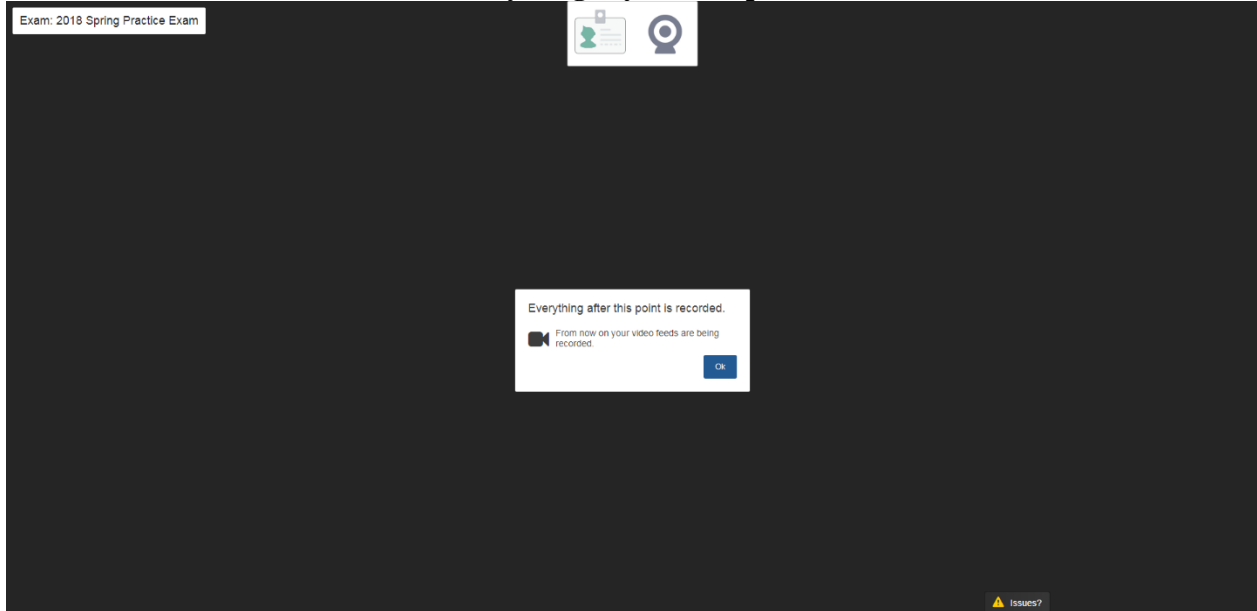 Exam: 2018 Spring Practice Exam
Everything after this point is recorded.
From now on your video feeds are being
recorded.
Ok
Issues?